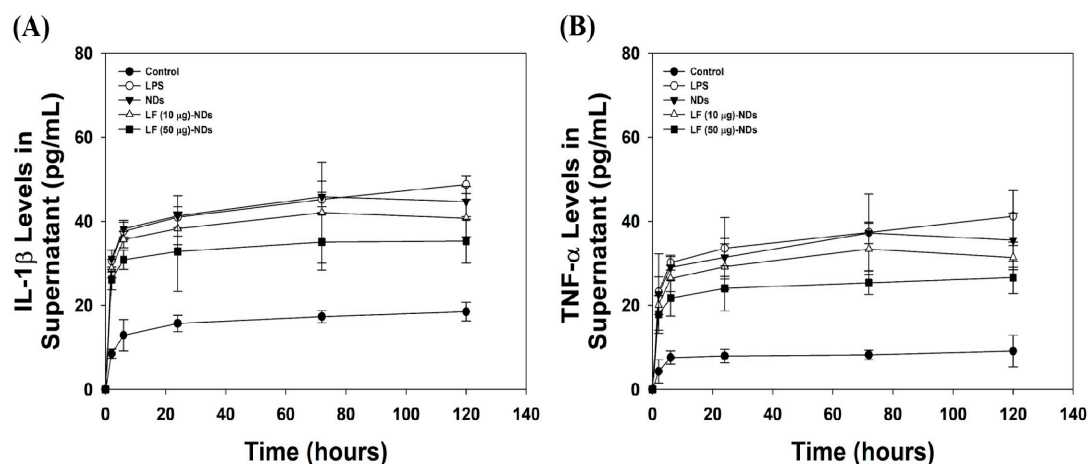 (A)
IL-1β Levels in
Supernatant (pg/mL)
80
60
40
20
0
Control
LPS
NDs
LF (10 μg)-NDs
LF (50 μg)-NDs
0 20 40 60 80 100 120 140
Time (hours)
(B)
TNF-α Levels in
Supernatant (pg/mL)
80
60
40
20
0
Control
LPS
NDs
LF (10 μg)-NDs
LF (50 μg)-NDs
0 20 40 60 80 100 120 140
Time (hours)